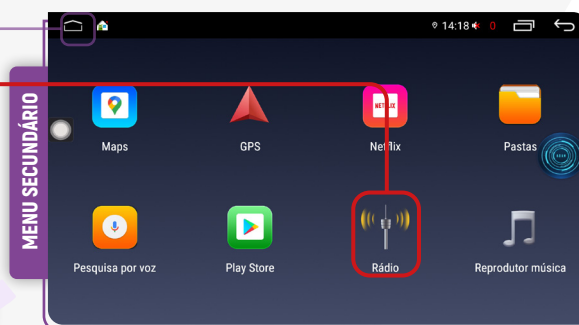 14:18 0
MENU SECUNDÁRIO
Maps
GPS
NETFLIX
Netflix
Pastas
Pesquisa por voz
Play Store
Rádio
Reprodutor música